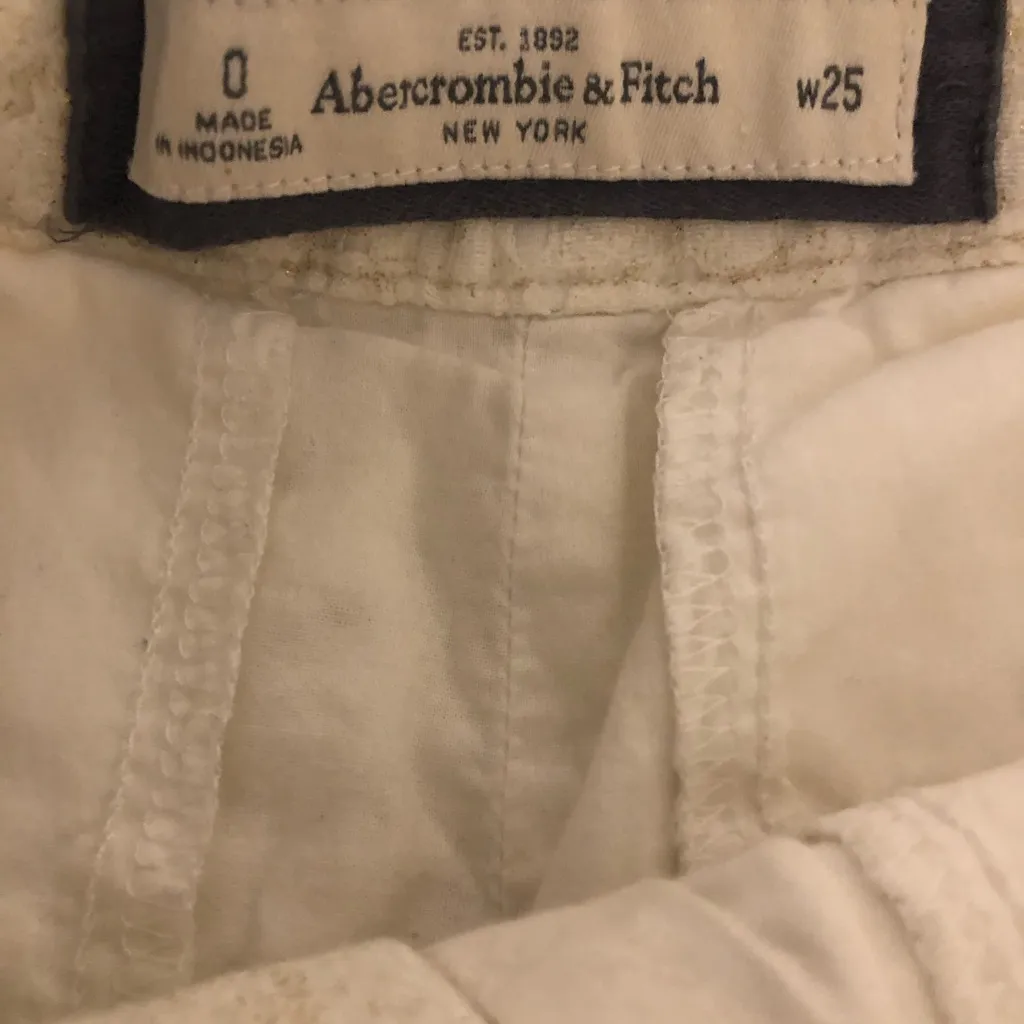 EST. 1892
0 Abercrombie & Fitch w25
MADE NEW YORK
IN INDONESIA